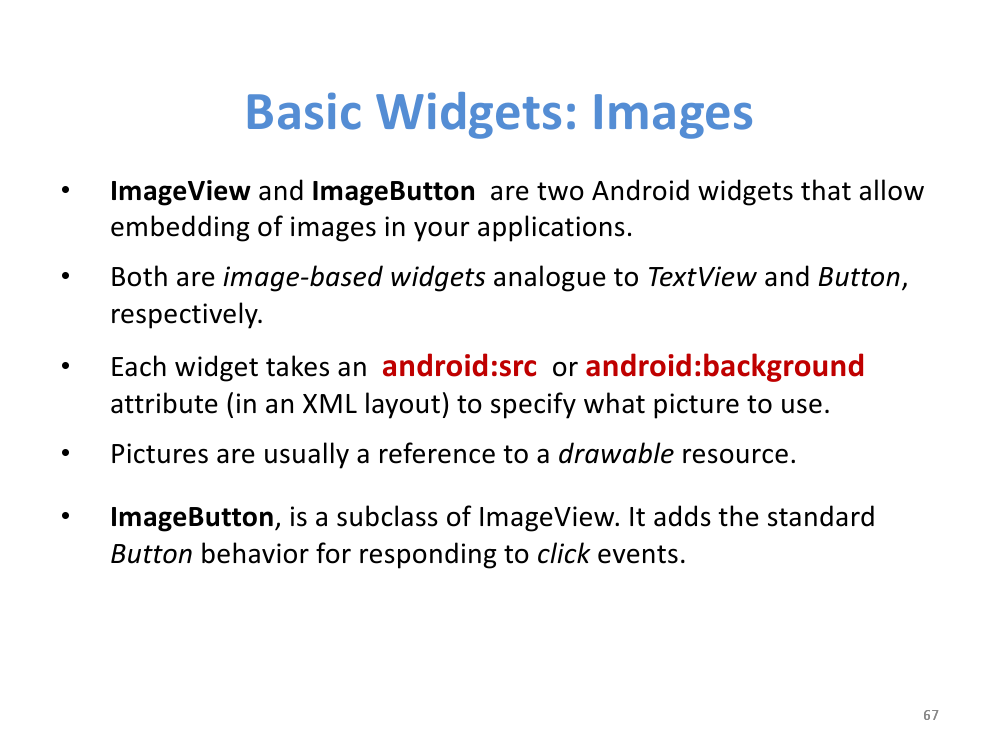 Basic Widgets: Images
• ImageView and ImageButton are two Android widgets that allow
embedding of images in your applications.
• Both are image-based widgets analogue to TextView and Button,
respectively.
• Each widget takes an android:src or android:background
attribute (in an XML layout) to specify what picture to use.
• Pictures are usually a reference to a drawable resource.
• ImageButton, is a subclass of ImageView. It adds the standard
Button behavior for responding to click events.
67